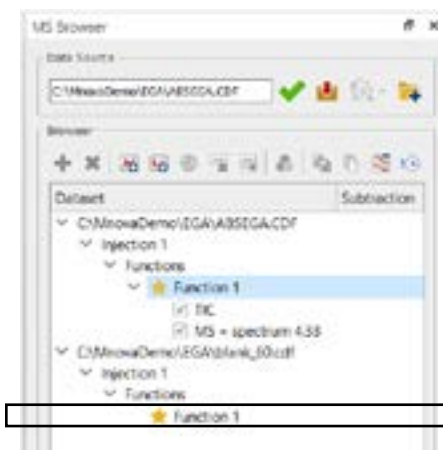 MS Browser
Data Source
C:\MnovaDemo\EGA\ABSEGA.CDF
Browser
Dataset Subtraction
C:\MnovaDemo\EGA\ABSEGA.CDF
Injection 1
Functions
Function 1
TIC
MS + spectrum 4.33
C:\MnovaDemo\EGA\blank_60.cdf
Injection 1
Functions
Function 1